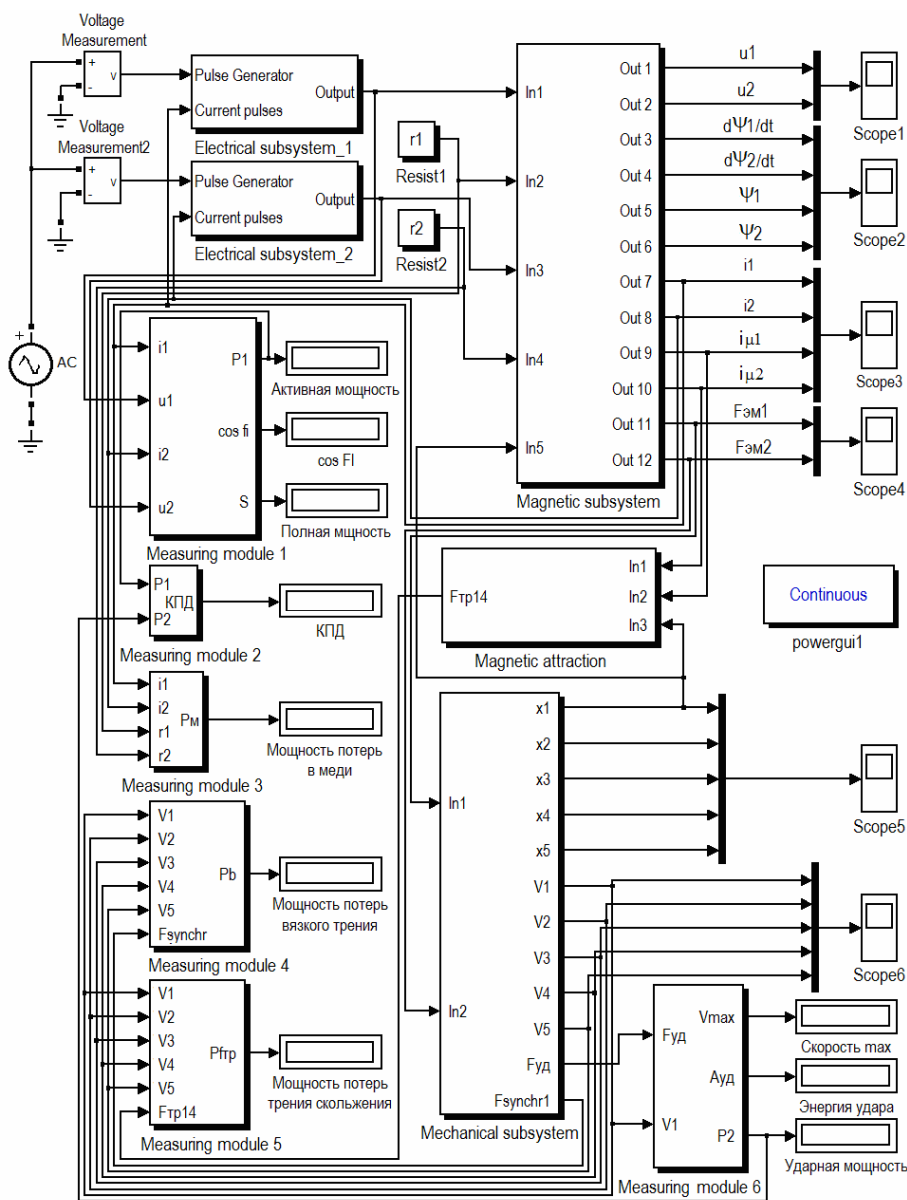 Voltage
Measurement
+
-
v
Voltage
Measurement2
+
-
v
Pulse Generator
Current pulses
Output
Electrical subsystem_1
Pulse Generator
Current pulses
Output
Electrical subsystem_2
r1
Resist1
r2
Resist2
In1
In2
In3
In4
In5
Out 1
Out 2
Out 3
Out 4
Out 5
Out 6
Out 7
Out 8
Out 9
Out 10
Out 11
Out 12
Magnetic subsystem
u1
u2
dΨ1/dt
dΨ2/dt
Ψ1
Ψ2
i1
i2
iμ1
iμ2
Fэм1
Fэм2
Scope1
Scope2
Scope3
Scope4
+
AC
i1
u1
i2
u2
P1
cos fi
S
Measuring module 1
Активная мощность
cos FI
Полная мщность
P1
P2
КПД
Measuring module 2
КПД
i1
i2
r1
r2
Pм
Measuring module 3
Мощность потерь
в меди
V1
V2
V3
V4
V5
Fsynchr
Pb
Measuring module 4
Мощность потерь
вязкого трения
V1
V2
V3
V4
V5
Fтр14
Pfтр
Measuring module 5
Мощность потерь
трения скольжения
Fтр14
In1
In2
In3
Magnetic attraction
Continuous
powergui1
In1
In2
x1
x2
x3
x4
x5
V1
V2
V3
V4
V5
Fуд
Fsynchr1
Mechanical subsystem
Scope5
Scope6
Fуд
V1
Vmax
Aуд
P2
Measuring module 6
Скорость max
Энергия удара
Ударная мощность